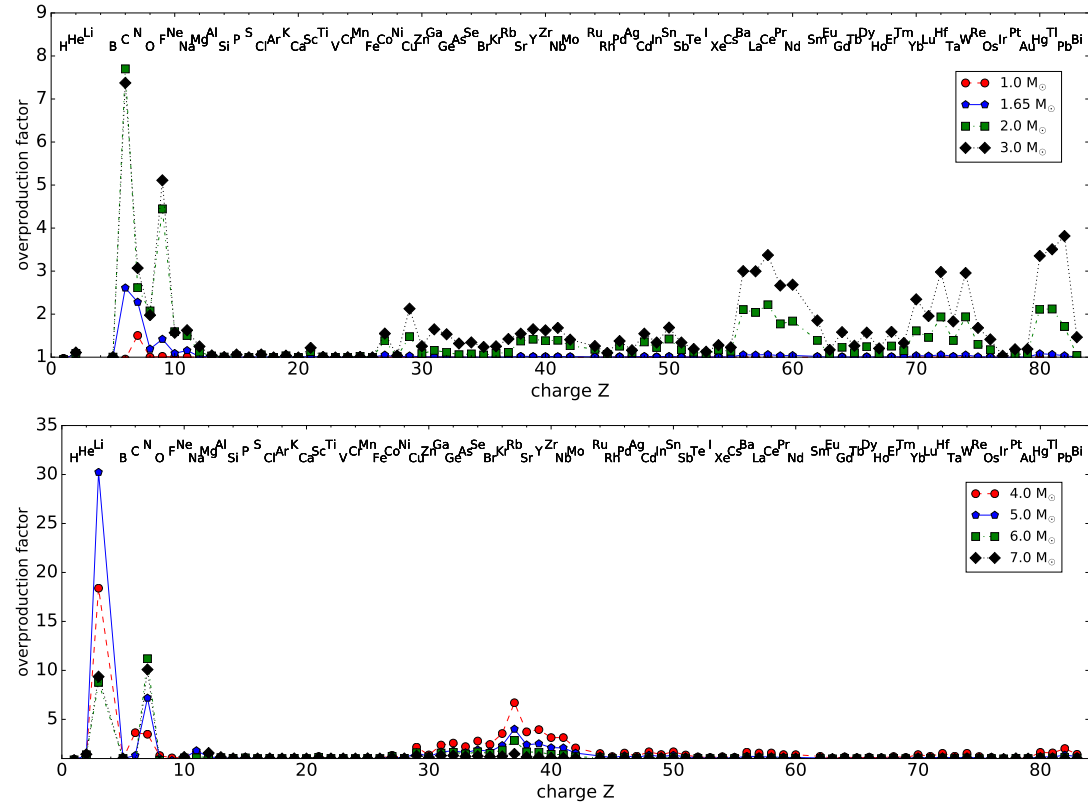 9
8
7
6
5
4
3
2
1
overproduction factor
H He Li B C N O F Ne Na Mg Al Si P S Cl Ar K Ca Sc Ti V Cr Mn Fe Co Ni Cu Zn Ga Ge As Se Br Kr Rb Sr Y Zr Nb Mo Ru Rh Pd Ag Cd In Sn Sb Te I Xe Cs Ba La Ce Pr Nd Sm Eu Gd Tb Dy Ho Er Tm Yb Lu Hf Ta W Re Os Ir Pt Au Hg Tl Pb Bi
1.0 M☉
1.65 M☉
2.0 M☉
3.0 M☉
0 10 20 30 40 50 60 70 80
charge Z
35
30
25
20
15
10
5
overproduction factor
H He Li B C N O F Ne Na Mg Al Si P S Cl Ar K Ca Sc Ti V Cr Mn Fe Co Ni Cu Zn Ga Ge As Se Br Kr Rb Sr Y Zr Nb Mo Ru Rh Pd Ag Cd In Sn Sb Te I Xe Cs Ba La Ce Pr Nd Sm Eu Gd Tb Dy Ho Er Tm Yb Lu Hf Ta W Re Os Ir Pt Au Hg Tl Pb Bi
4.0 M☉
5.0 M☉
6.0 M☉
7.0 M☉
0 10 20 30 40 50 60 70 80
charge Z